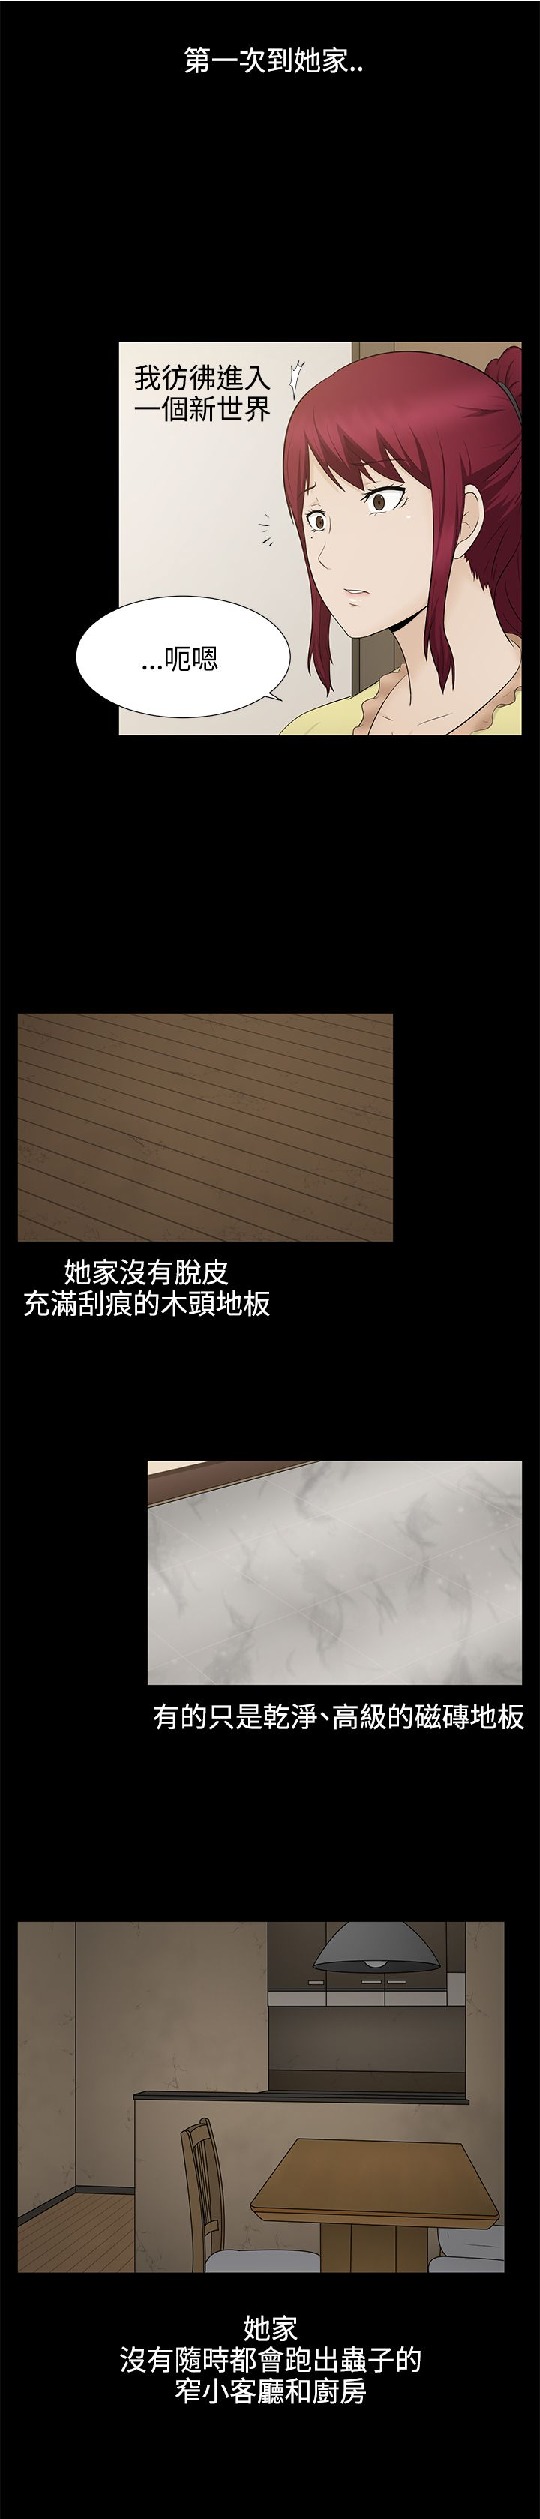 第一次到她家..
我彷彿進入
一個新世界
...呃嗯
她家沒有脫皮
充滿刮痕的木頭地板
有的只是乾淨、高級的磁磚地板
她家
沒有隨時都會跑出蟲子的
窄小客廳和廚房